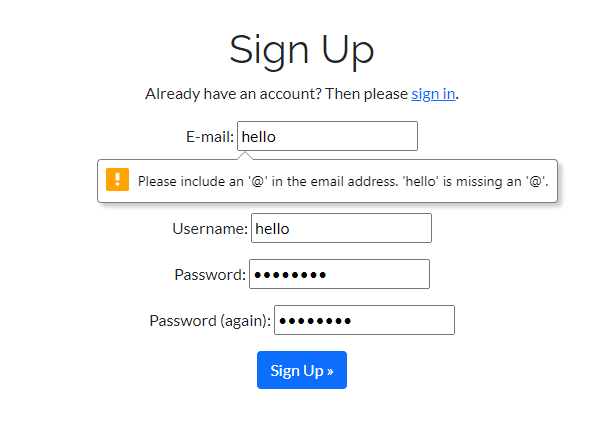 Sign Up
Already have an account? Then please sign in.
E-mail: hello
Please include an '@' in the email address. 'hello' is missing an '@'.
Username: hello
Password: ••••••••
Password (again): ••••••••
Sign Up »